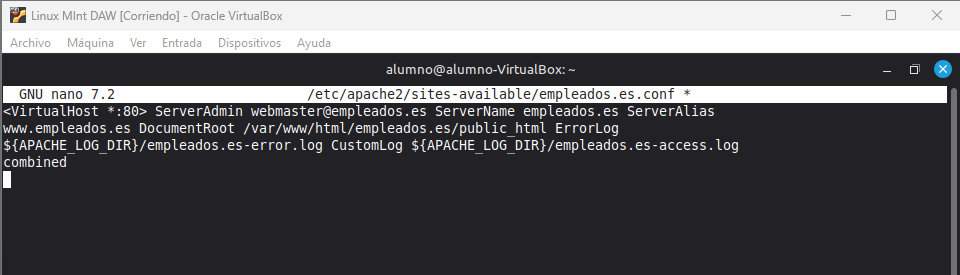 Linux MInt DAW [Corriendo] - Oracle VirtualBox
Archivo Máquina Ver Entrada Dispositivos Ayuda
alumno@alumno-VirtualBox: ~
GNU nano 7.2 /etc/apache2/sites-available/empleados.es.conf *
<VirtualHost *:80> ServerAdmin webmaster@empleados.es ServerName empleados.es ServerAlias
www.empleados.es DocumentRoot /var/www/html/empleados.es/public_html ErrorLog
${APACHE_LOG_DIR}/empleados.es-error.log CustomLog ${APACHE_LOG_DIR}/empleados.es-access.log
combined